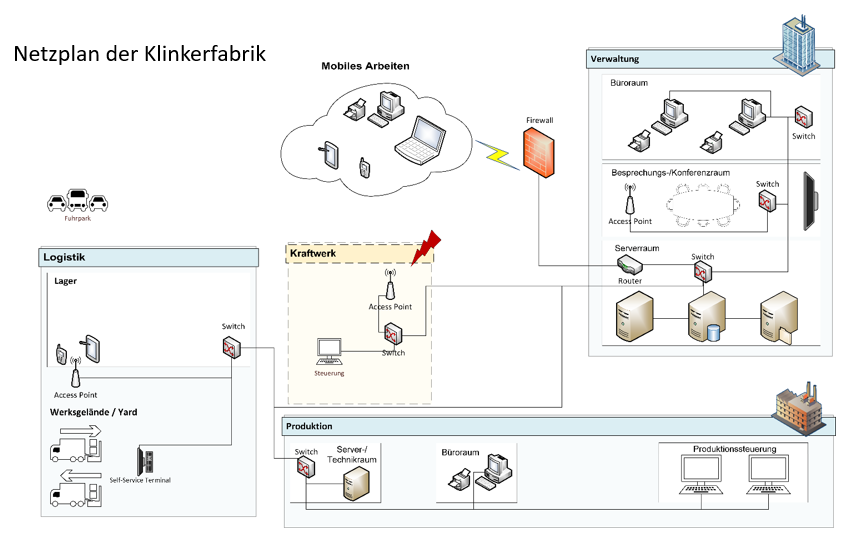 Netzplan der Klinkerfabrik
Mobiles Arbeiten
Firewall
Verwaltung
Büroraum
Switch
Besprechungs-/Konferenzraum
Switch
Access Point
Serverraum
Switch
Router
Fuhrpark
Logistik
Lager
Switch
Access Point
Werksgelände / Yard
Self-Service Terminal
Kraftwerk
Access Point
Switch
Steuerung
Produktion
Switch
Server-/
Technikraum
Büroraum
Produktionssteuerung